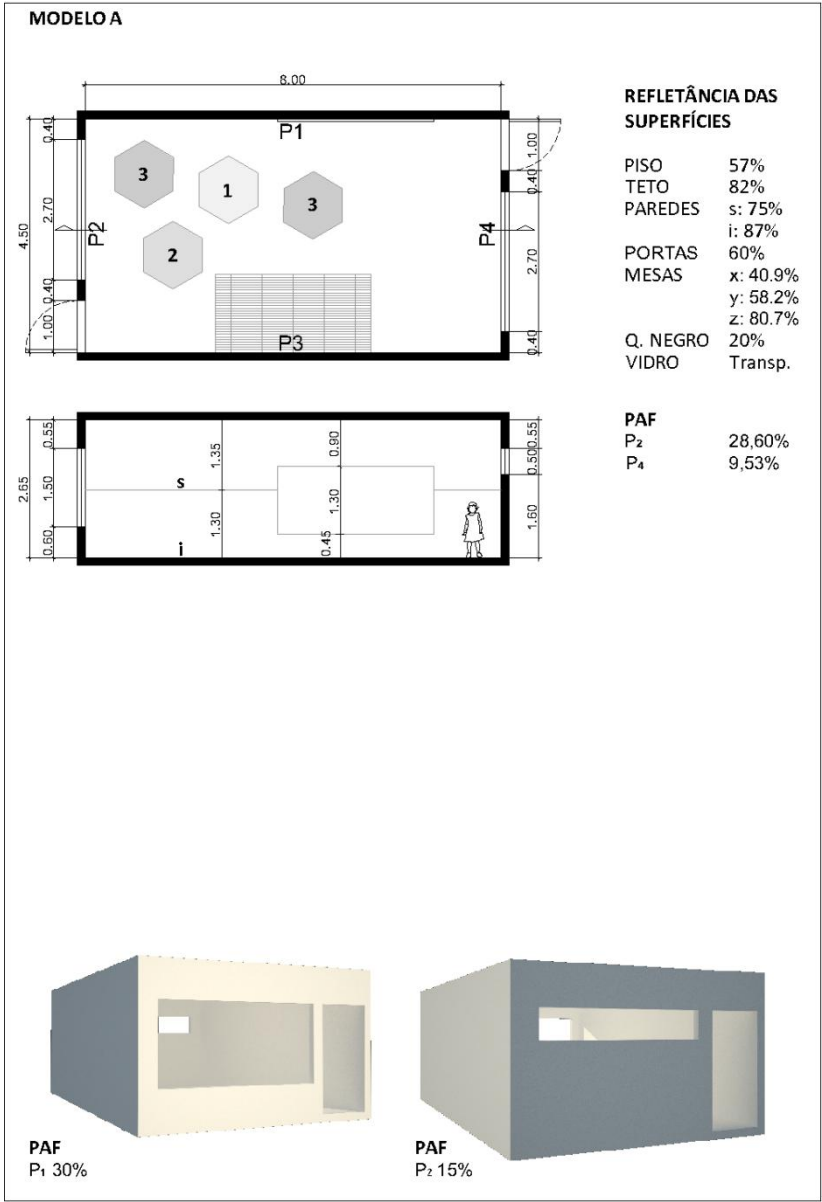 MODELO A
8.00
0.40
2.70
0.40
1.00
4.50
P1
P2
P3
P4
3
1
3
2
1.00
0.40
2.70
0.40
0.55
1.50
0.60
2.65
s
i
1.35
1.30
0.90
1.30
0.45
0.55
0.50
1.60
REFLETÂNCIA DAS
SUPERFÍCIES
PISO 57%
TETO 82%
PAREDES s: 75%
i: 87%
PORTAS 60%
MESAS x: 40.9%
y: 58.2%
z: 80.7%
Q. NEGRO 20%
VIDRO Transp.
PAF
P2 28,60%
P4 9,53%
PAF
P1 30%
PAF
P2 15%